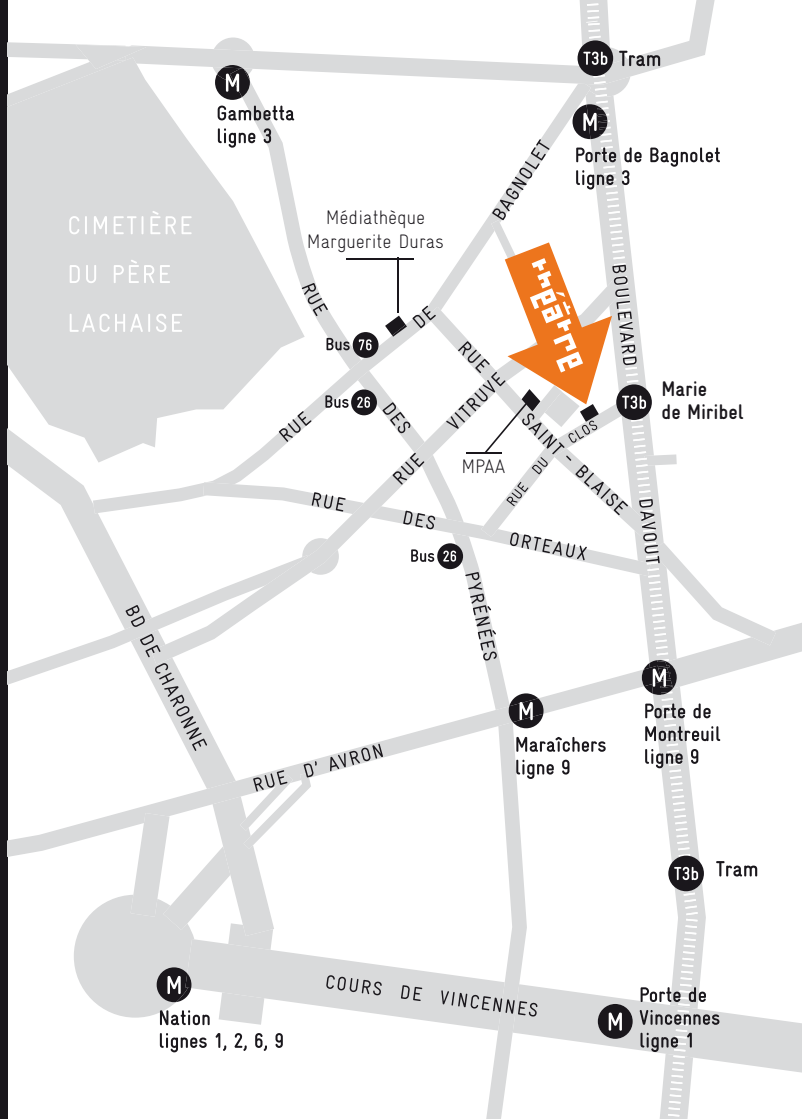 T3b Tram
M
Gambetta
ligne 3
M
Porte de Bagnolet
ligne 3
CIMETIÈRE
DU PÈRE
LACHAISE
Médiathèque
Marguerite Duras
RUE DE BAGNOLET
théâtre
BOULEVARD DAVOUT
RUE DES PYRÉNÉES
Bus 76
Bus 26
RUE VITRUVE
RUE SAINT-BLAISE
T3b
Marie
de Miribel
MPAA
RUE DU CLOS
RUE DES ORTEAUX
Bus 26
BD DE CHARONNE
M
Maraîchers
ligne 9
M
Porte de
Montreuil
ligne 9
RUE D'AVRON
T3b Tram
M
Nation
lignes 1, 2, 6, 9
COURS DE VINCENNES
M
Porte de
Vincennes
ligne 1